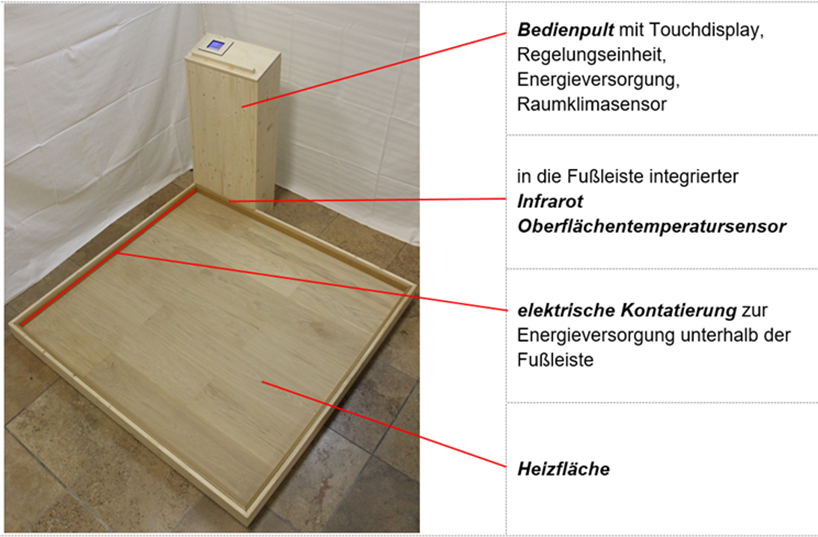 Bedienpult mit Touchdisplay,
Regelungseinheit,
Energieversorgung,
Raumklimasensor
in die Fußleiste integrierter
Infrarot
Oberflächentemperatursensor
elektrische Kontatierung zur
Energieversorgung unterhalb der
Fußleiste
Heizfläche